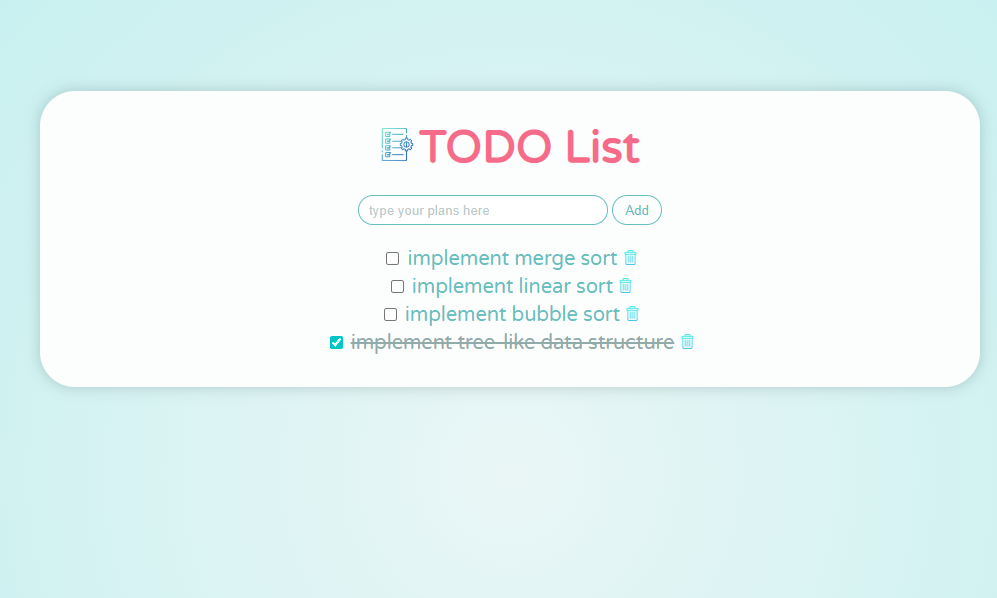 TODO List
type your plans here
Add
implement merge sort
implement linear sort
implement bubble sort
implement tree-like data structure